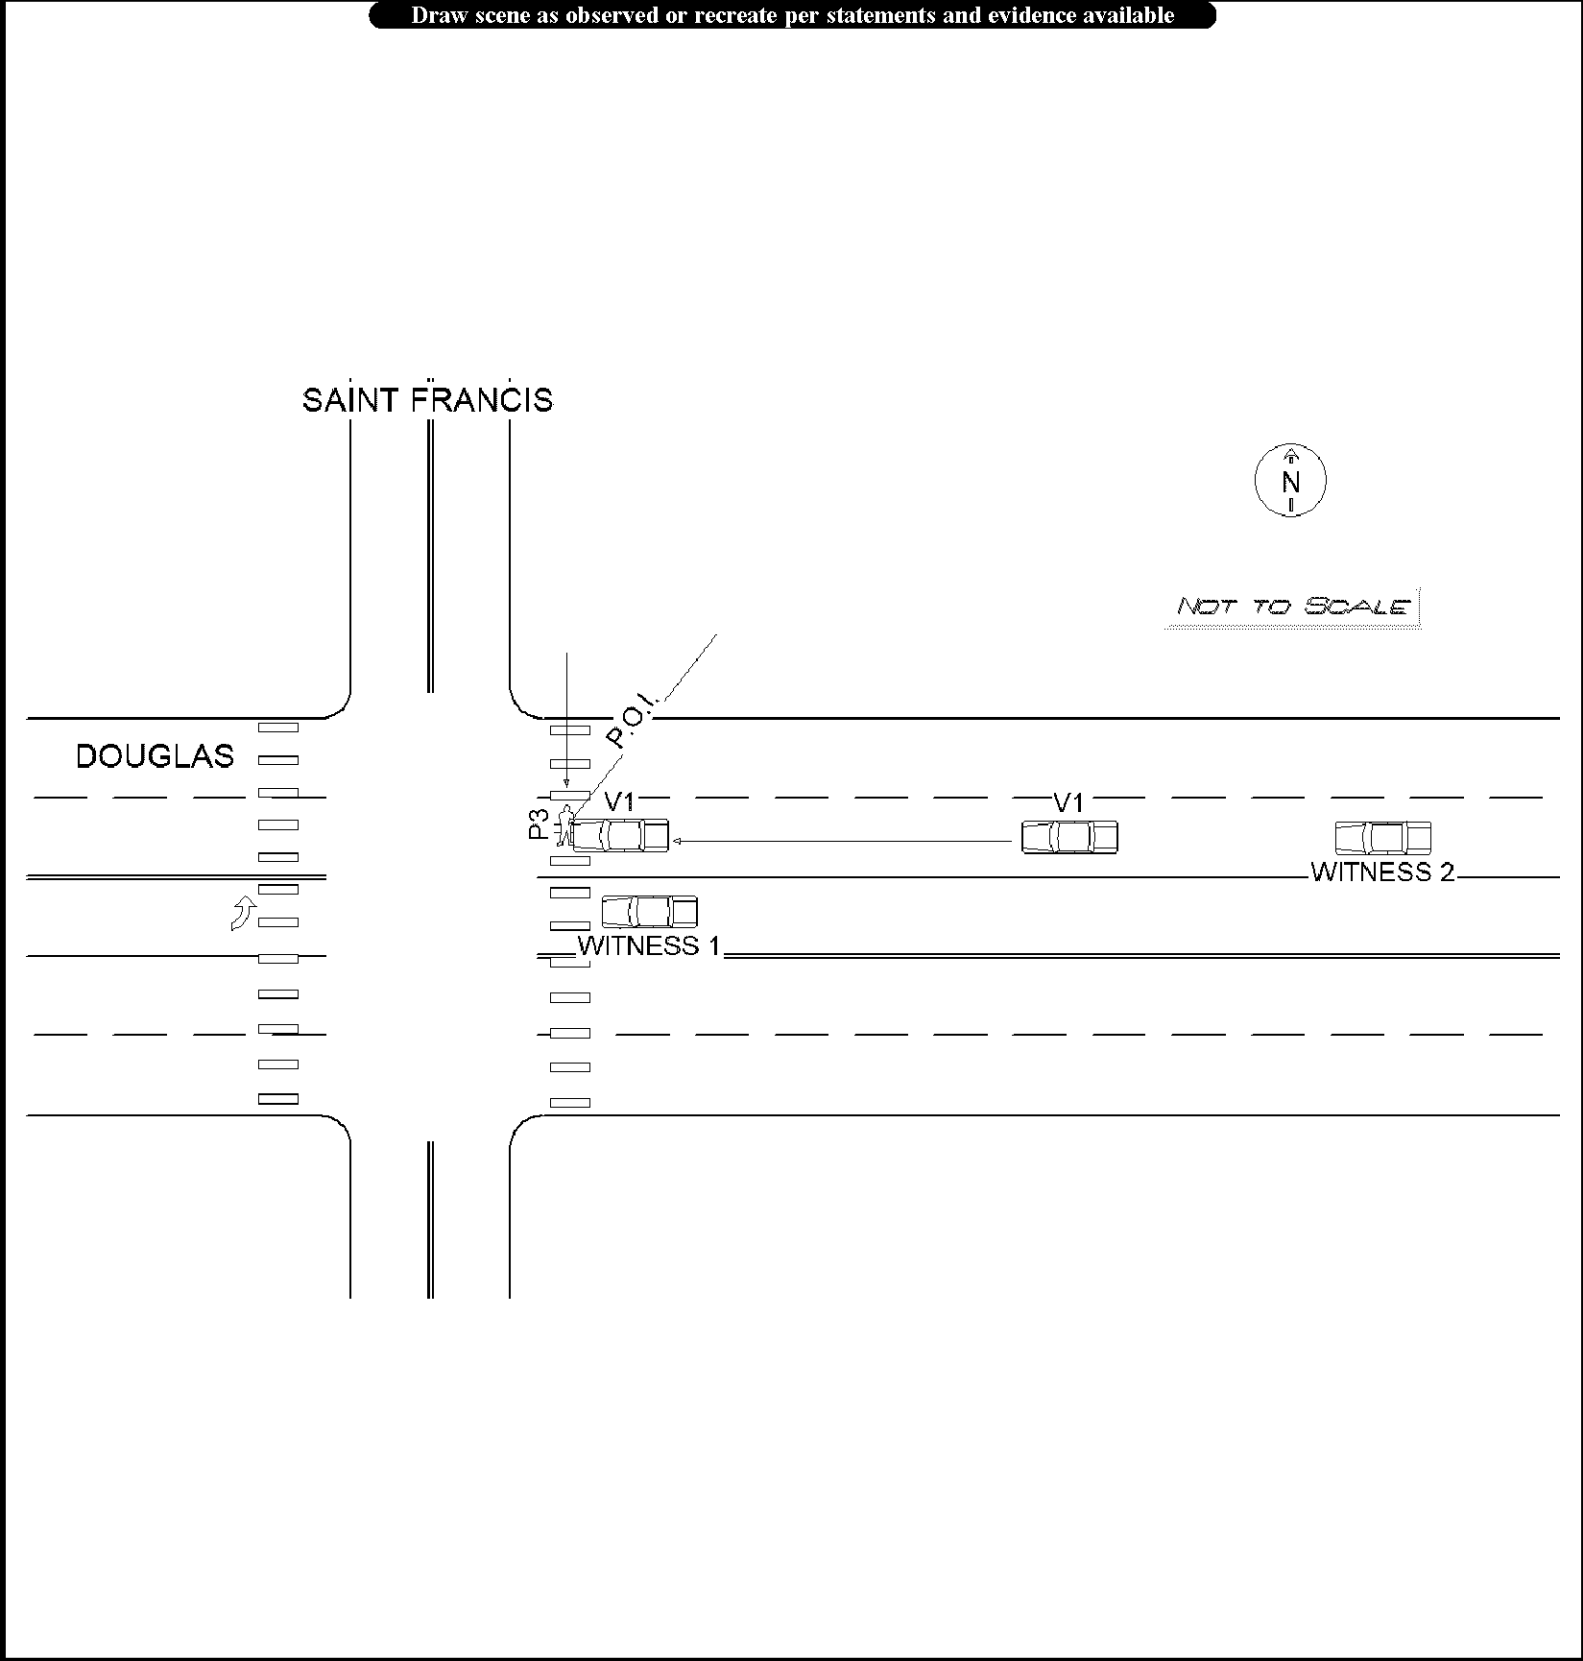 Draw scene as observed or recreate per statements and evidence available
SAINT FRANCIS
N
NOT TO SCALE
P.O.I.
DOUGLAS
V1
V1
P3
WITNESS 2
WITNESS 1